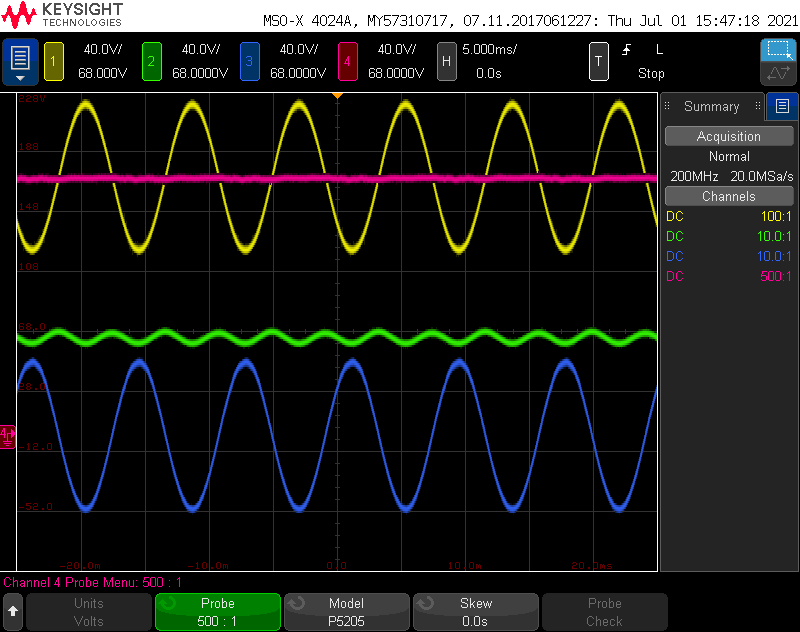 KEYSIGHT
TECHNOLOGIES
MSO-X 4024A, MY57310717, 07.11.2017061227: Thu Jul 01 15:47:18 2021
1 40.0V/ 2 40.0V/ 3 40.0V/ 4 40.0V/ H 5.000ms/ T L
68.000V 68.0000V 68.0000V 68.000V 0.0s Stop
228V
188
148
108
68.0
28.0
-12.0
-52.0
4
-20.0m -10.0m 0.0 10.0m 20.0ms
Summary
Acquisition
Normal
200MHz 20.0MSa/s
Channels
DC 100:1
DC 10.0:1
DC 10.0:1
DC 500:1
Channel 4 Probe Menu: 500 : 1
Units
Volts
Probe
500 : 1
Model
P5205
Skew
0.0s
Probe
Check